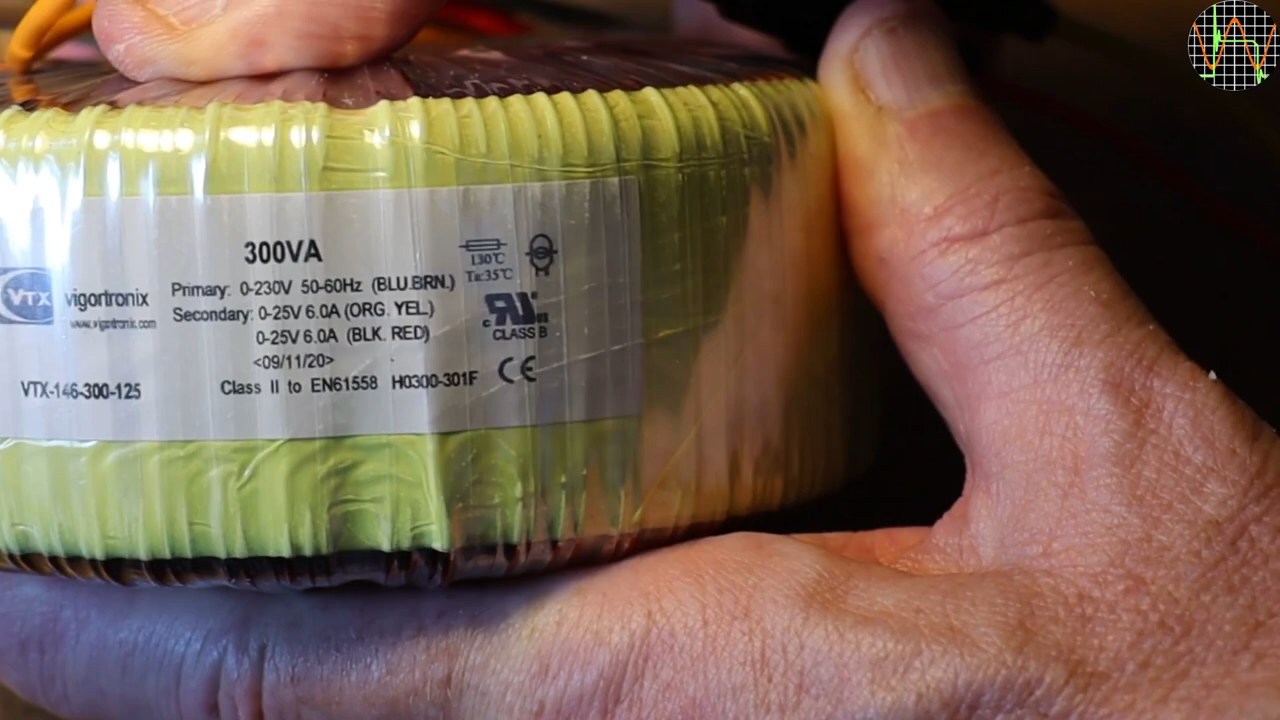 300VA
130°C
Ta:35°C
Primary: 0-230V 50-60Hz (BLU.BRN.)
Secondary: 0-25V 6.0A (ORG. YEL.)
0-25V 6.0A (BLK. RED)
<09/11/20>
Class II to EN61558 H0300-301F
VTX
vigortronix
www.vigortronix.com
VTX-146-300-125
c RU us
CLASS B
CE